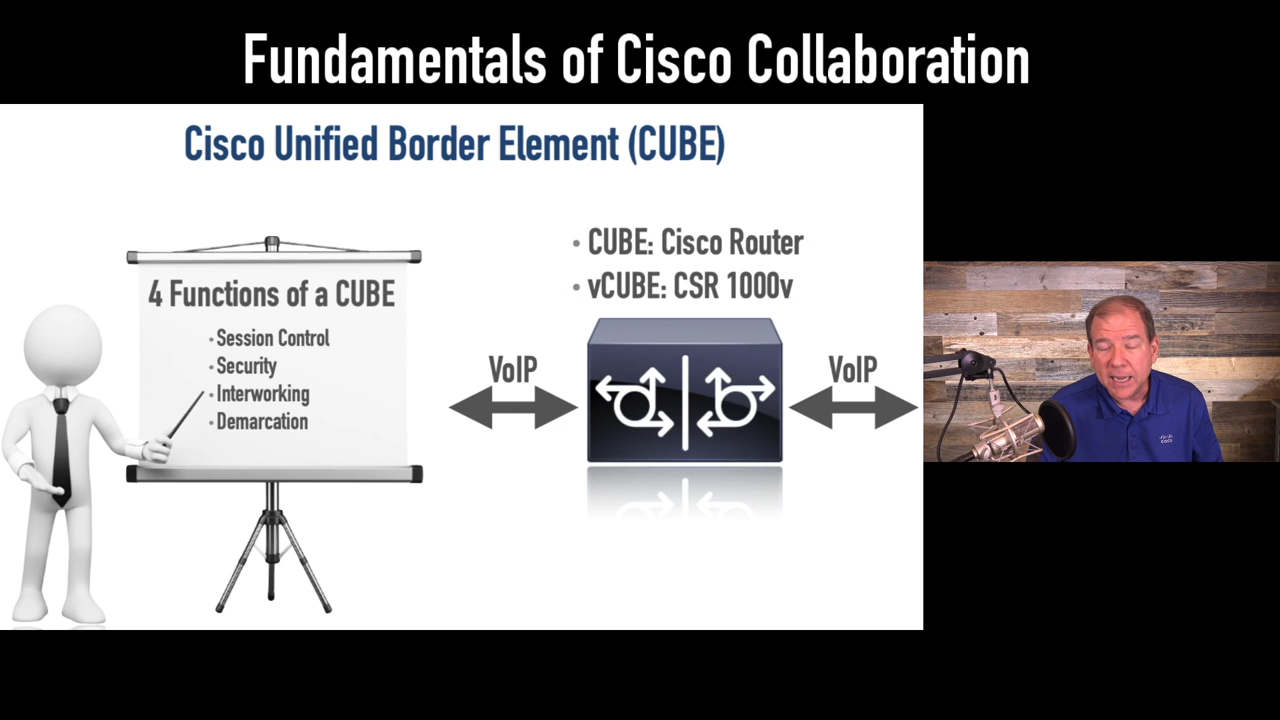 Fundamentals of Cisco Collaboration
Cisco Unified Border Element (CUBE)
4 Functions of a CUBE
• Session Control
• Security
• Interworking
• Demarcation
• CUBE: Cisco Router
• vCUBE: CSR 1000v
VoIP
VoIP
cisco